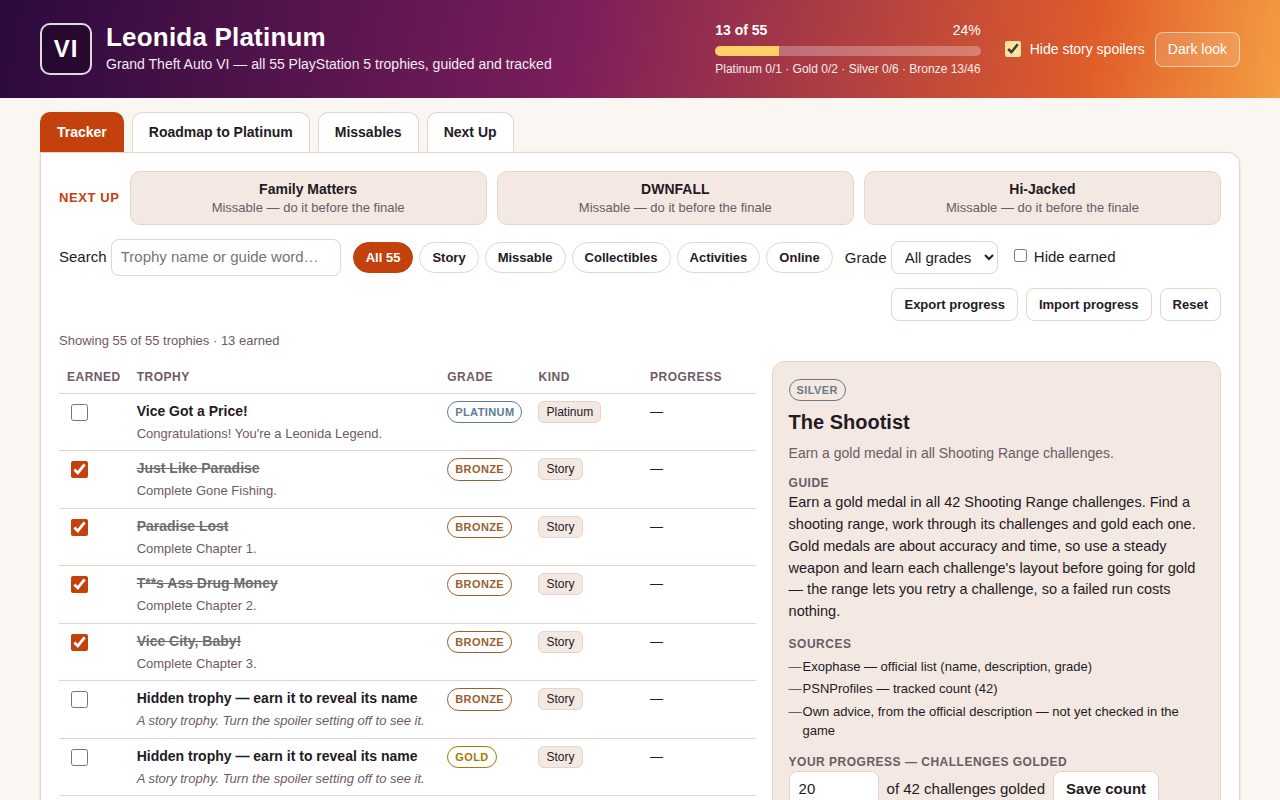 VI
Leonida Platinum
Grand Theft Auto VI — all 55 PlayStation 5 trophies, guided and tracked
13 of 55 24%
Platinum 0/1 · Gold 0/2 · Silver 0/6 · Bronze 13/46
Hide story spoilers
Dark look
Tracker Roadmap to Platinum Missables Next Up
NEXT UP
Family Matters
Missable — do it before the finale
DWNFALL
Missable — do it before the finale
Hi-Jacked
Missable — do it before the finale
Search Trophy name or guide word… All 55 Story Missable Collectibles Activities Online Grade All grades Hide earned
Export progress Import progress Reset
Showing 55 of 55 trophies · 13 earned
EARNED TROPHY GRADE KIND PROGRESS
Vice Got a Price! PLATINUM Platinum —
Congratulations! You're a Leonida Legend.
Just Like Paradise BRONZE Story —
Complete Gone Fishing.
Paradise Lost BRONZE Story —
Complete Chapter 1.
T**s Ass Drug Money BRONZE Story —
Complete Chapter 2.
Vice City, Baby! BRONZE Story —
Complete Chapter 3.
Hidden trophy — earn it to reveal its name BRONZE Story —
A story trophy. Turn the spoiler setting off to see it.
Hidden trophy — earn it to reveal its name GOLD Story —
A story trophy. Turn the spoiler setting off to see it.
SILVER
The Shootist
Earn a gold medal in all Shooting Range challenges.
GUIDE
Earn a gold medal in all 42 Shooting Range challenges. Find a
shooting range, work through its challenges and gold each one.
Gold medals are about accuracy and time, so use a steady
weapon and learn each challenge's layout before going for gold
— the range lets you retry a challenge, so a failed run costs
nothing.
SOURCES
—Exophase — official list (name, description, grade)
—PSNProfiles — tracked count (42)
—Own advice, from the official description — not yet checked in the
game
YOUR PROGRESS — CHALLENGES GOLDED
20 of 42 challenges golded Save count